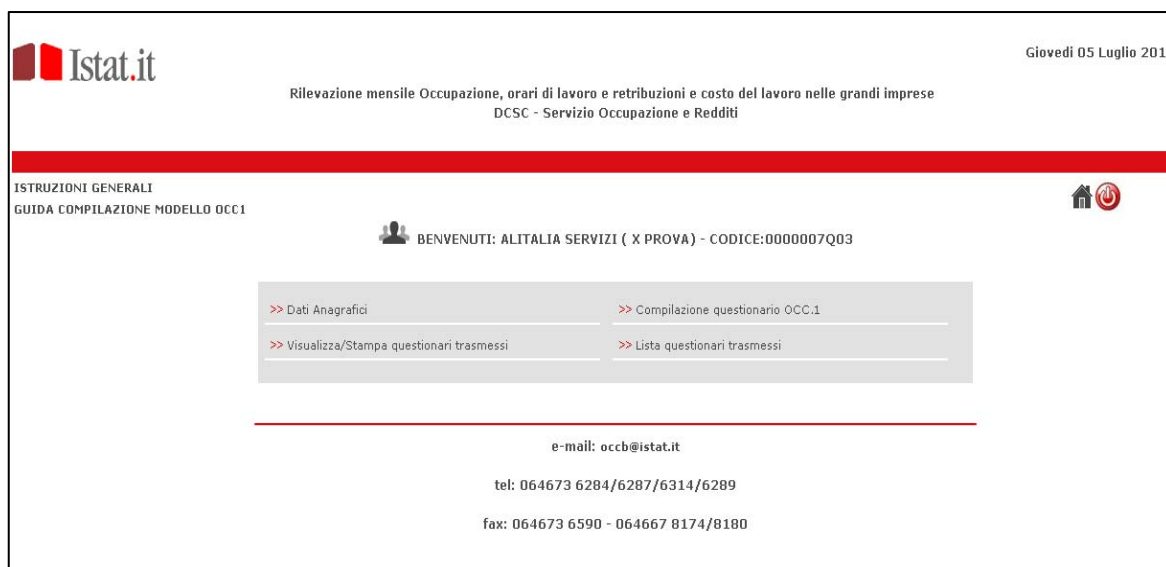 Istat.it
Giovedi 05 Luglio 201
Rilevazione mensile Occupazione, orari di lavoro e retribuzioni e costo del lavoro nelle grandi imprese
DCSC - Servizio Occupazione e Redditi
ISTRUZIONI GENERALI
GUIDA COMPILAZIONE MODELLO OCC1
BENVENUTI: ALITALIA SERVIZI ( X PROVA) - CODICE:0000007Q03
>> Dati Anagrafici
>> Compilazione questionario OCC.1
>> Visualizza/Stampa questionari trasmessi
>> Lista questionari trasmessi
e-mail: occb@istat.it
tel: 064673 6284/6287/6314/6289
fax: 064673 6590 - 064667 8174/8180